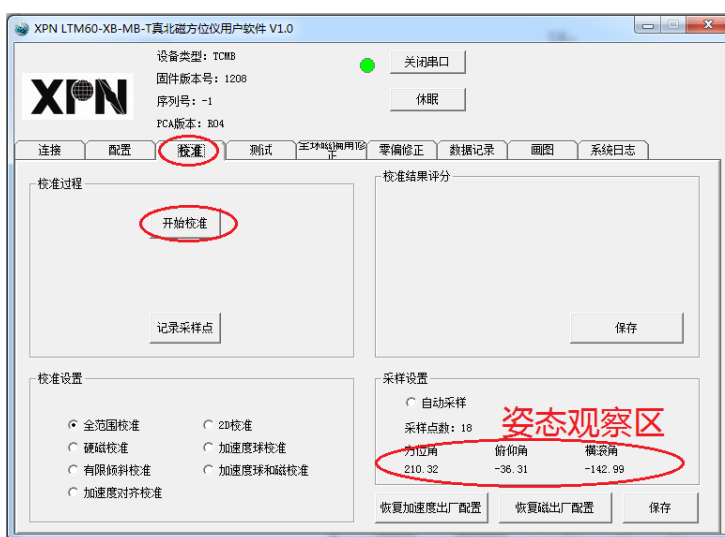 XPN LTM60-XB-MB-T真北磁方位仪用户软件 V1.0
设备类型: TCMB
固件版本号: 1208
序列号: -1
PCA版本: R04
XPN
关闭串口
休眠
连接 配置 校准 测试 零偏修正 数据记录 画图 系统日志
校准过程
开始校准
记录采样点
校准结果评分
保存
校准设置
全范围校准 2D校准
硬磁校准 加速度球校准
有限倾斜校准 加速度球和磁校准
加速度对齐校准
采样设置
自动采样
姿态观察区
采样点数: 18
方位角 俯仰角 横滚角
210.32 -36.31 -142.99
恢复加速度出厂配置 恢复磁出厂配置 保存